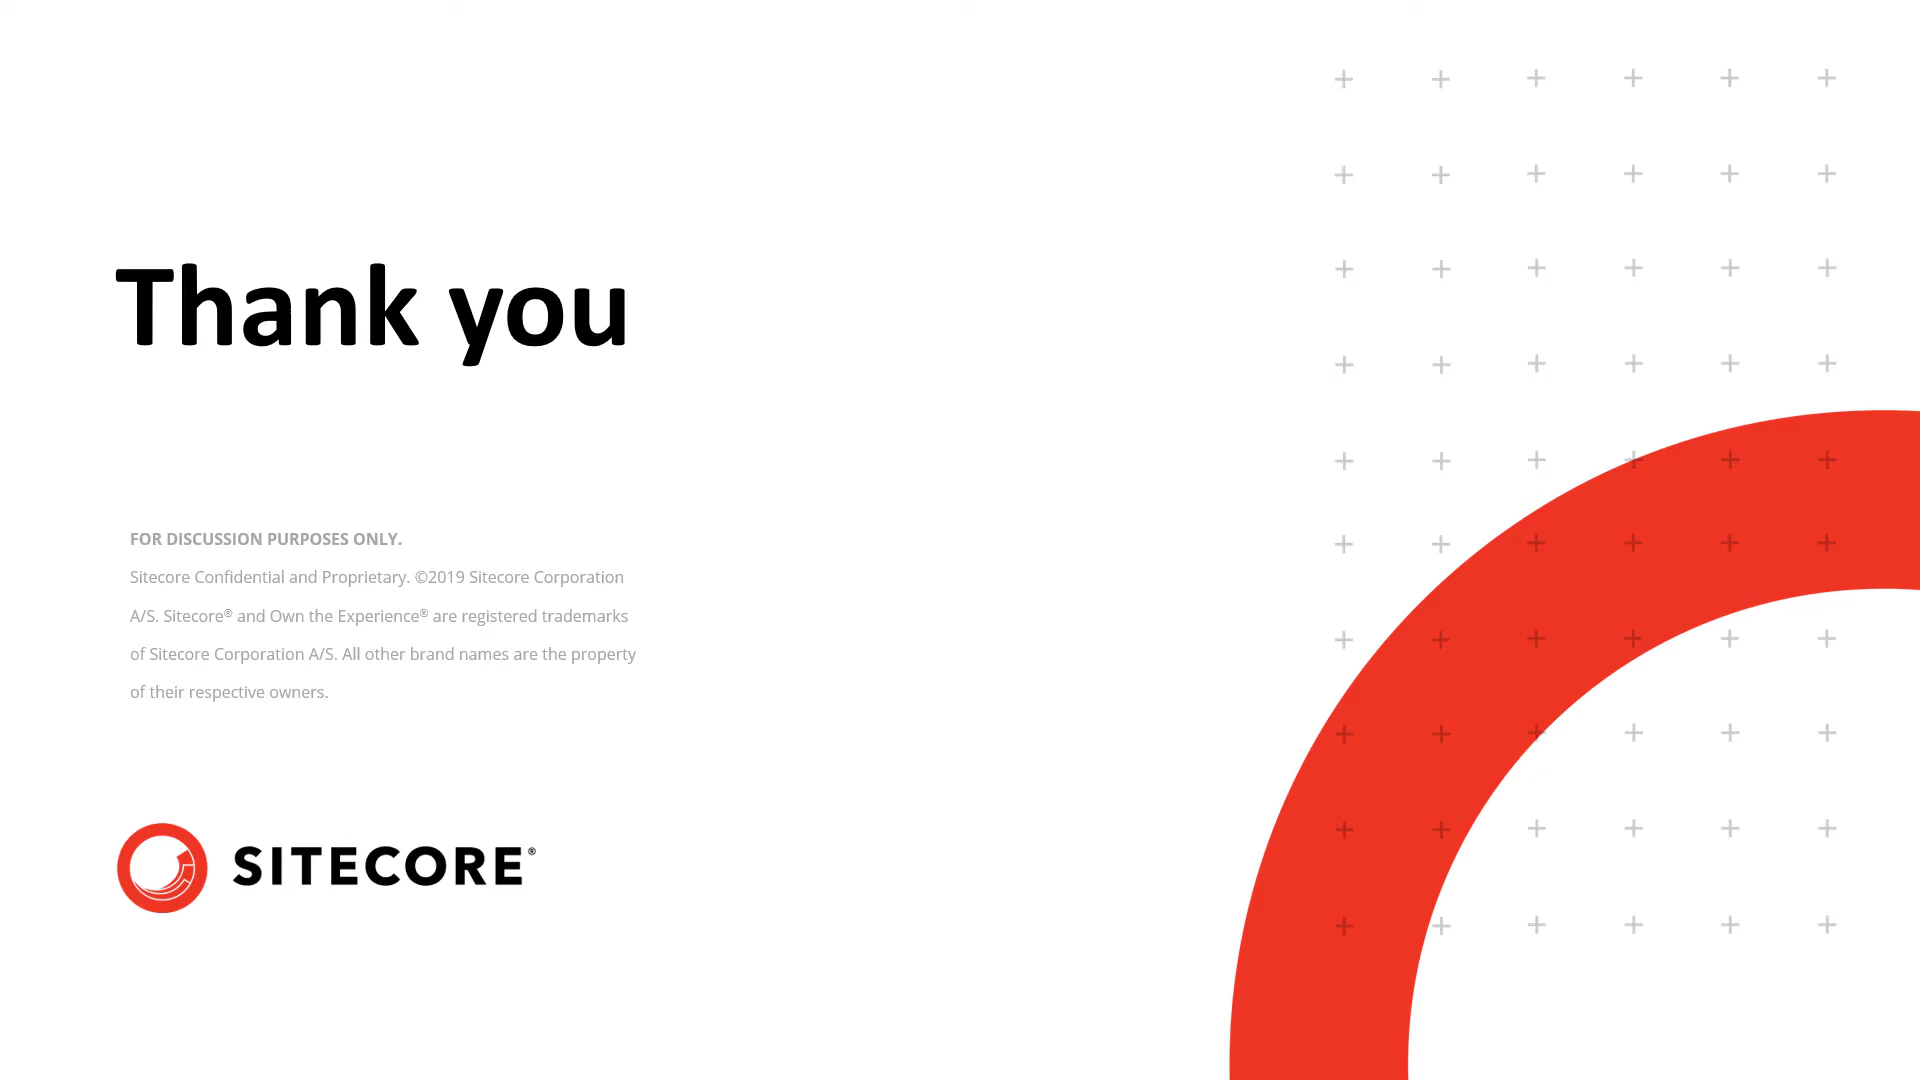 Thank you
FOR DISCUSSION PURPOSES ONLY.
Sitecore Confidential and Proprietary. ©2019 Sitecore Corporation
A/S. Sitecore® and Own the Experience® are registered trademarks
of Sitecore Corporation A/S. All other brand names are the property
of their respective owners.
SITECORE®